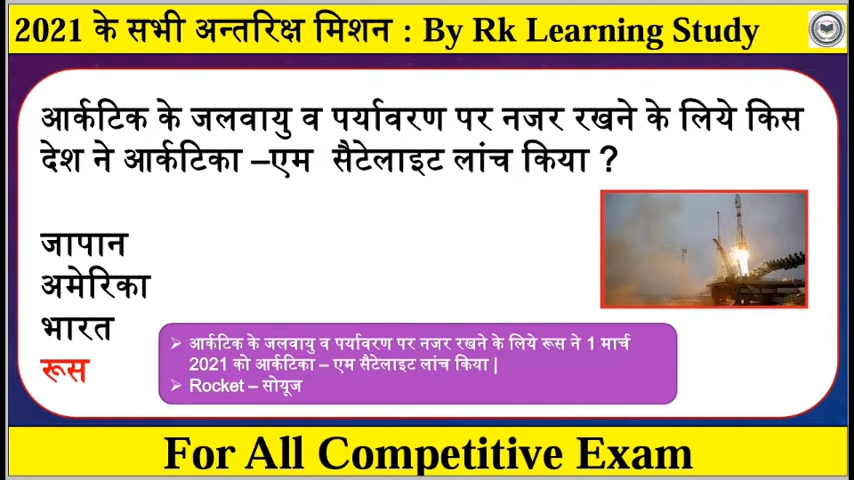 2021 के सभी अन्तरिक्ष मिशन : By Rk Learning Study
आर्कटिक के जलवायु व पर्यावरण पर नजर रखने के लिये किस
देश ने आर्कटिका –एम सैटेलाइट लांच किया ?
जापान
अमेरिका
भारत
रूस
➢ आर्कटिक के जलवायु व पर्यावरण पर नजर रखने के लिये रूस ने 1 मार्च
2021 को आर्कटिका – एम सैटेलाइट लांच किया |
➢ Rocket – सोयूज
For All Competitive Exam